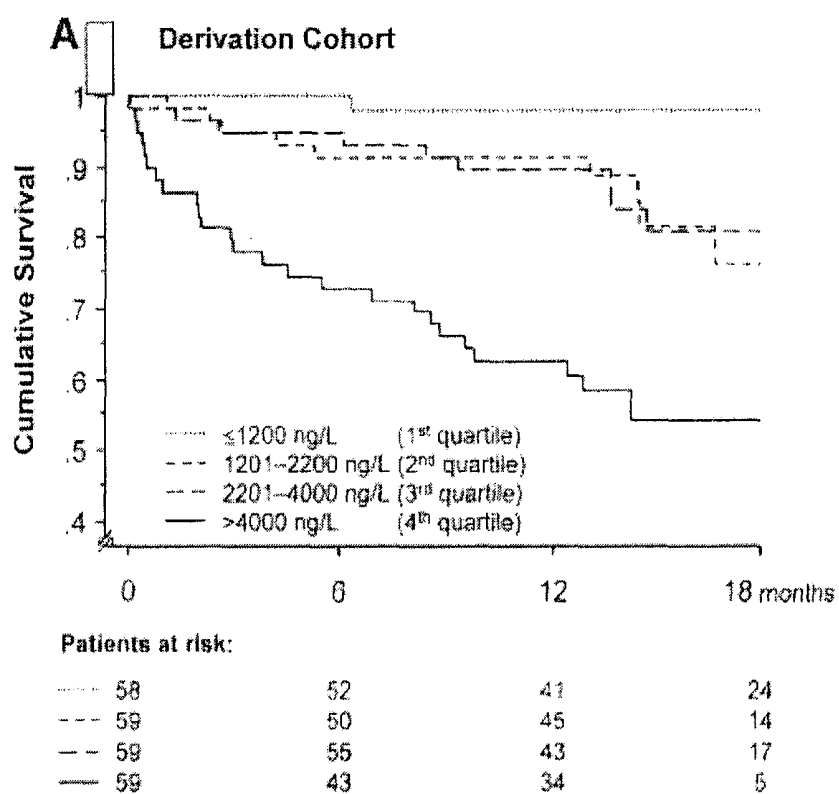 A Derivation Cohort
Cumulative Survival
1
.9
.8
.7
.6
.5
.4
≤1200 ng/L (1st quartile)
1201–2200 ng/L (2nd quartile)
2201–4000 ng/L (3rd quartile)
>4000 ng/L (4th quartile)
0 6 12 18 months
Patients at risk:
58 52 41 24
59 50 45 14
59 55 43 17
59 43 34 5